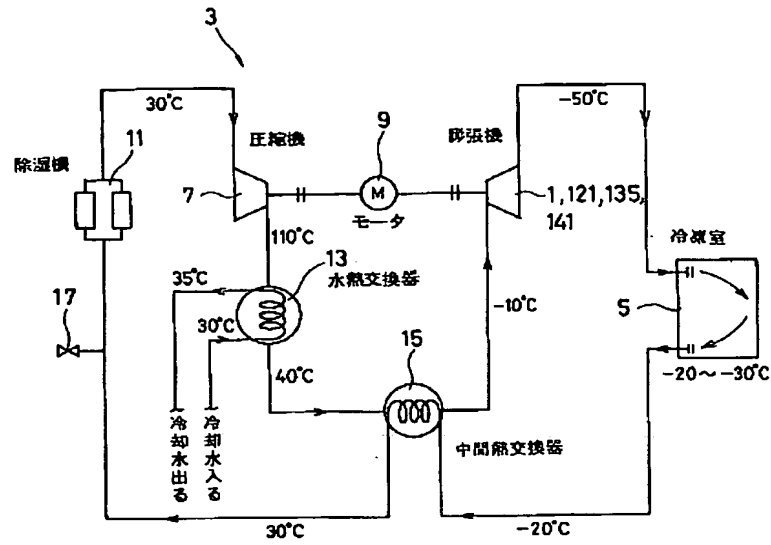 3
30℃
-50℃
除湿機
11
圧縮機
9
膨張機
7
M
モータ
1,121,135,
141
冷凍室
110℃
13
水熱交換器
35℃
17
30℃
-10℃
5
15
40℃
-20～-30℃
中間熱交換器
冷却水出る
冷却水入る
30℃
-20℃